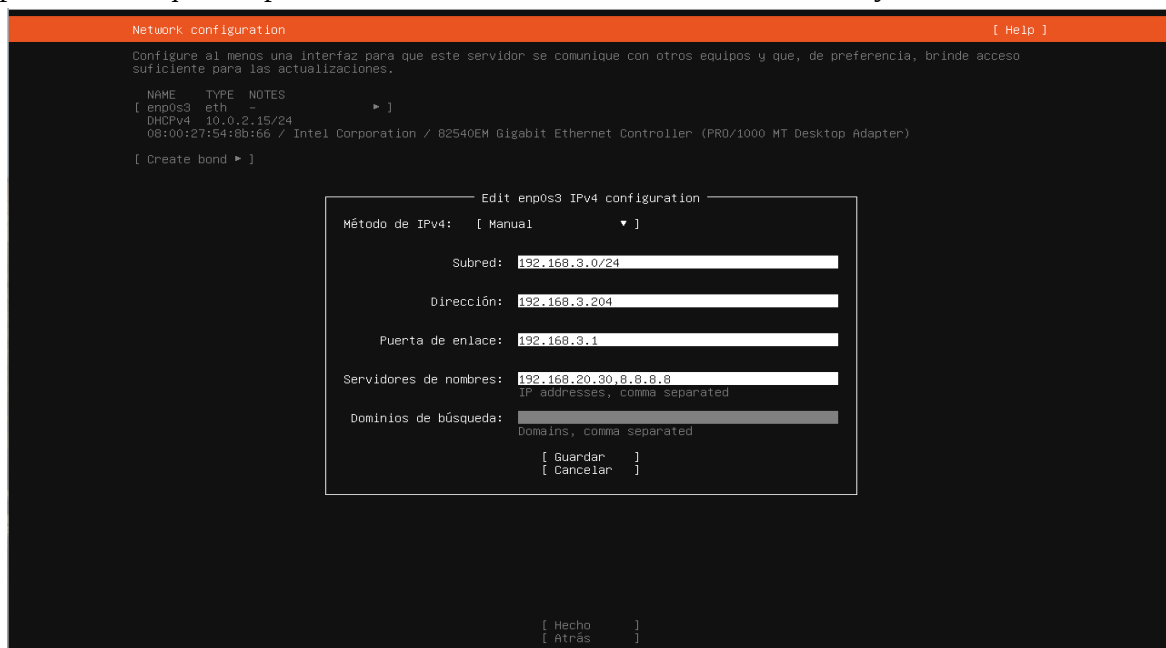 Network configuration [ Help ]
Configure al menos una interfaz para que este servidor se comunique con otros equipos y que, de preferencia, brinde acceso
suficiente para las actualizaciones.
NAME TYPE NOTES
[ enp0s3 eth - ► ]
DHCPv4 10.0.2.15/24
08:00:27:54:8b:66 / Intel Corporation / 82540EM Gigabit Ethernet Controller (PRO/1000 MT Desktop Adapter)
[ Create bond ► ]
Edit enp0s3 IPv4 configuration
Método de IPv4: [ Manual ▼ ]
Subred: 192.168.3.0/24
Dirección: 192.168.3.204
Puerta de enlace: 192.168.3.1
Servidores de nombres: 192.168.20.30,8.8.8.8
IP addresses, comma separated
Dominios de búsqueda:
Domains, comma separated
[ Guardar ]
[ Cancelar ]
[ Hecho ]
[ Atrás ]